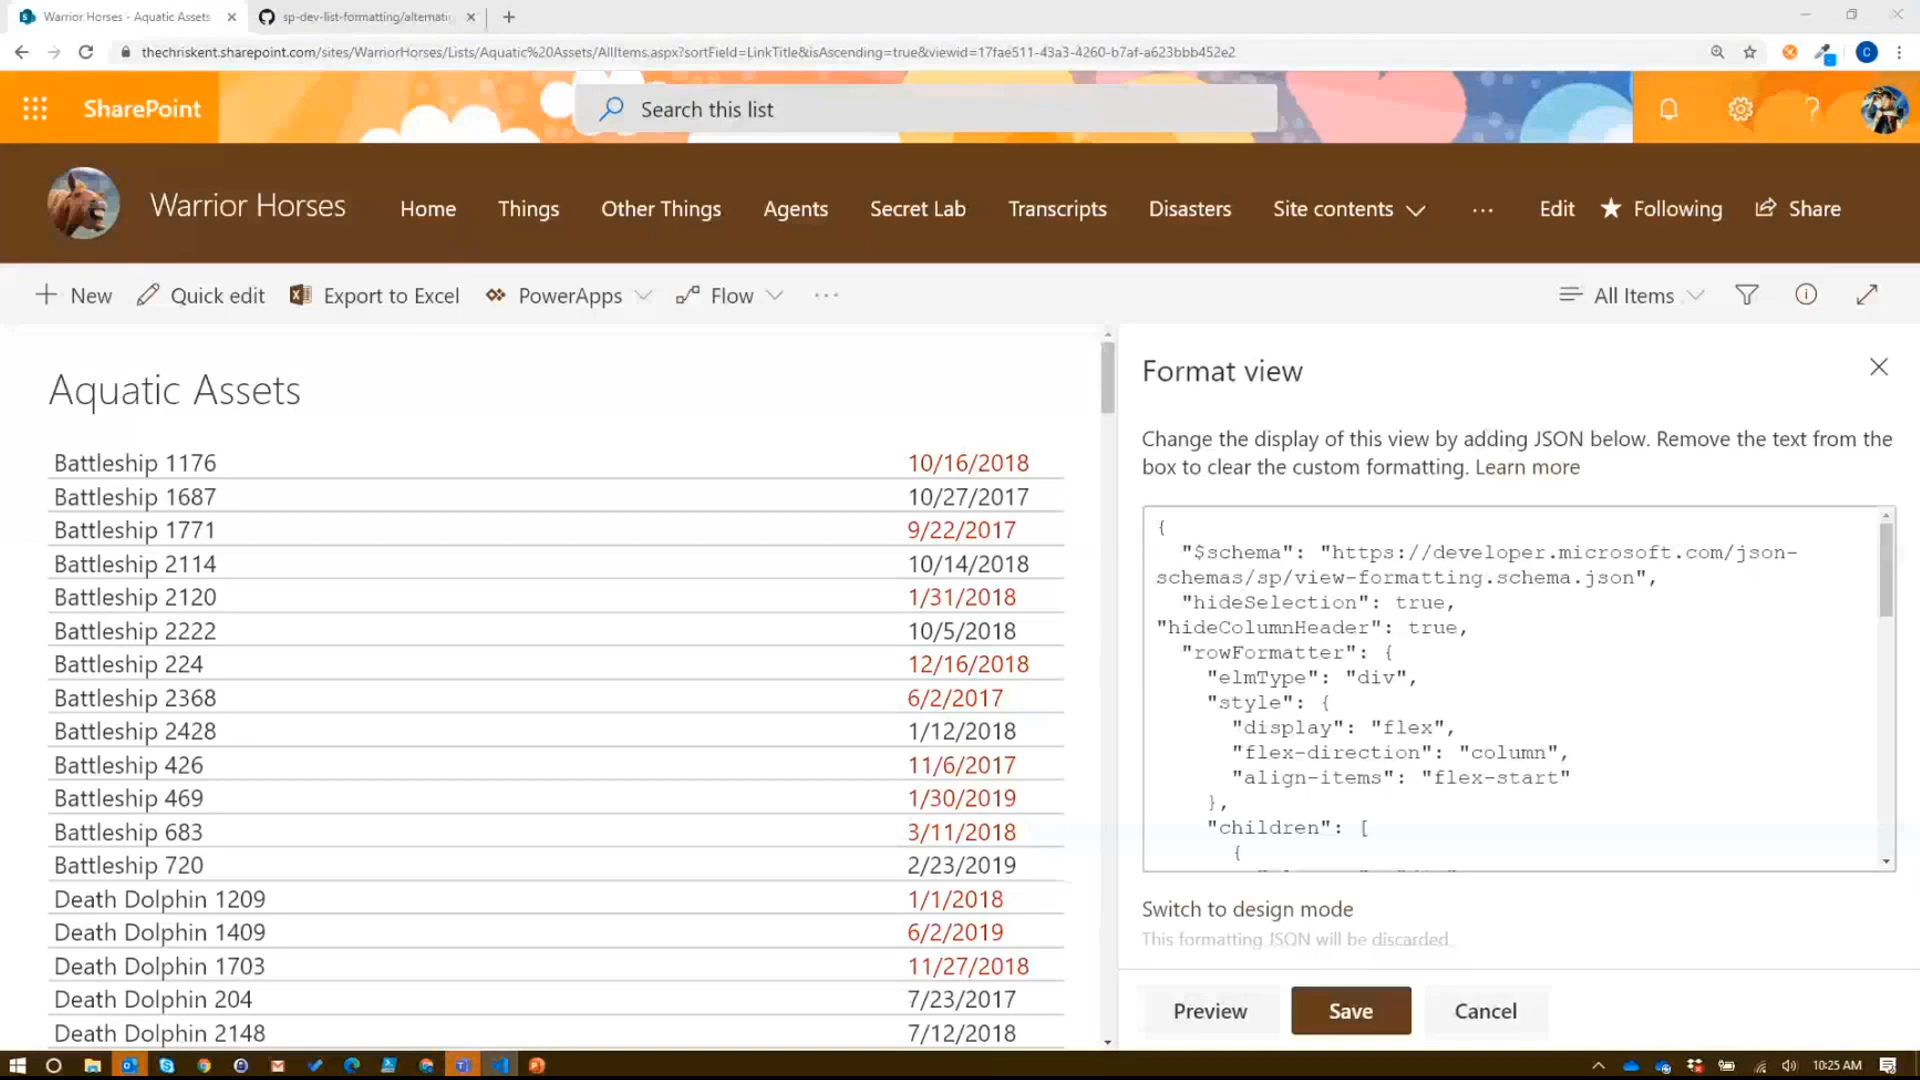 Warrior Horses - Aquatic Assets
sp-dev-list-formatting/alternati
thechriskent.sharepoint.com/sites/WarriorHorses/Lists/Aquatic%20Assets/AllItems.aspx?sortField=LinkTitle&isAscending=true&viewid=17fae511-43a3-4260-b7af-a623bbb452e2
C
SharePoint
Search this list
Warrior Horses
Home
Things
Other Things
Agents
Secret Lab
Transcripts
Disasters
Site contents
Edit
Following
Share
New
Quick edit
Export to Excel
PowerApps
Flow
All Items
Aquatic Assets
Battleship 1176 10/16/2018
Battleship 1687 10/27/2017
Battleship 1771 9/22/2017
Battleship 2114 10/14/2018
Battleship 2120 1/31/2018
Battleship 2222 10/5/2018
Battleship 224 12/16/2018
Battleship 2368 6/2/2017
Battleship 2428 1/12/2018
Battleship 426 11/6/2017
Battleship 469 1/30/2019
Battleship 683 3/11/2018
Battleship 720 2/23/2019
Death Dolphin 1209 1/1/2018
Death Dolphin 1409 6/2/2019
Death Dolphin 1703 11/27/2018
Death Dolphin 204 7/23/2017
Death Dolphin 2148 7/12/2018
Format view
Change the display of this view by adding JSON below. Remove the text from the
box to clear the custom formatting. Learn more
{
"$schema": "https://developer.microsoft.com/json-
schemas/sp/view-formatting.schema.json",
"hideSelection": true,
"hideColumnHeader": true,
"rowFormatter": {
"elmType": "div",
"style": {
"display": "flex",
"flex-direction": "column",
"align-items": "flex-start"
},
"children": [
{
Switch to design mode
This formatting JSON will be discarded.
Preview
Save
Cancel
10:25 AM